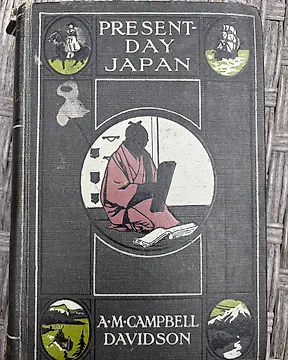 PRESENT-
DAY
JAPAN
A·M·CAMPBELL
DAVIDSON